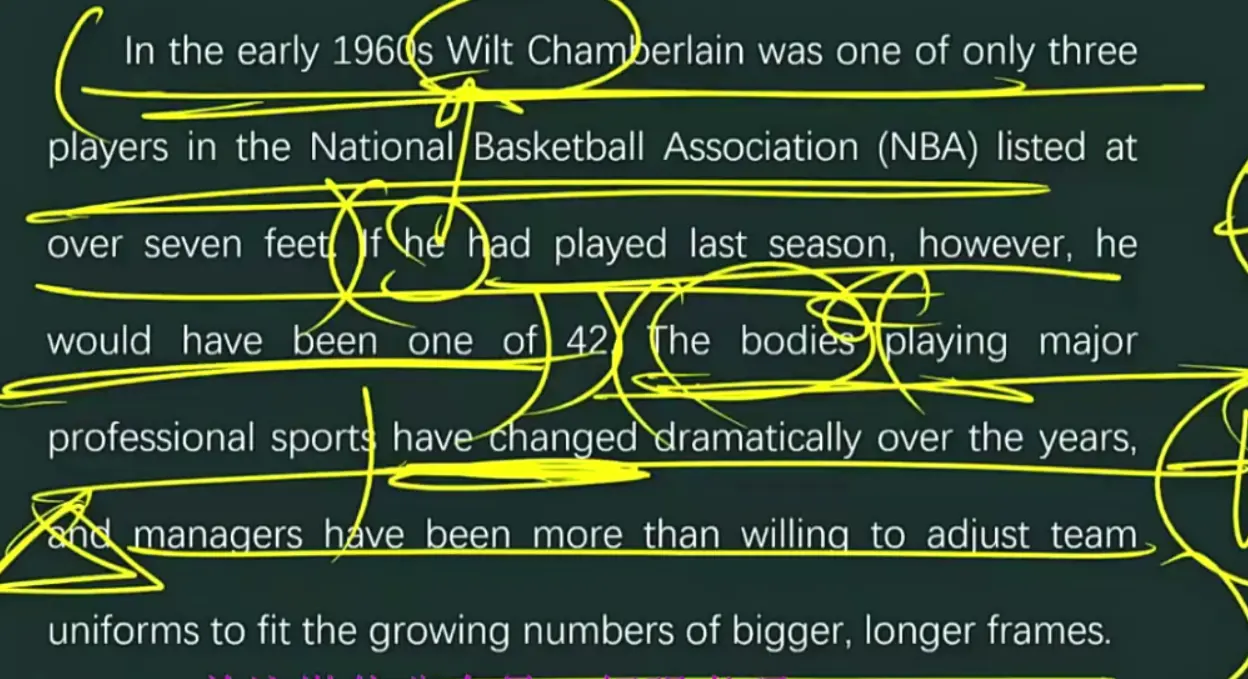 In the early 1960s Wilt Chamberlain was one of only three
players in the National Basketball Association (NBA) listed at
over seven feet. If he had played last season, however, he
would have been one of 42. The bodies playing major
professional sports have changed dramatically over the years,
and managers have been more than willing to adjust team
uniforms to fit the growing numbers of bigger, longer frames.